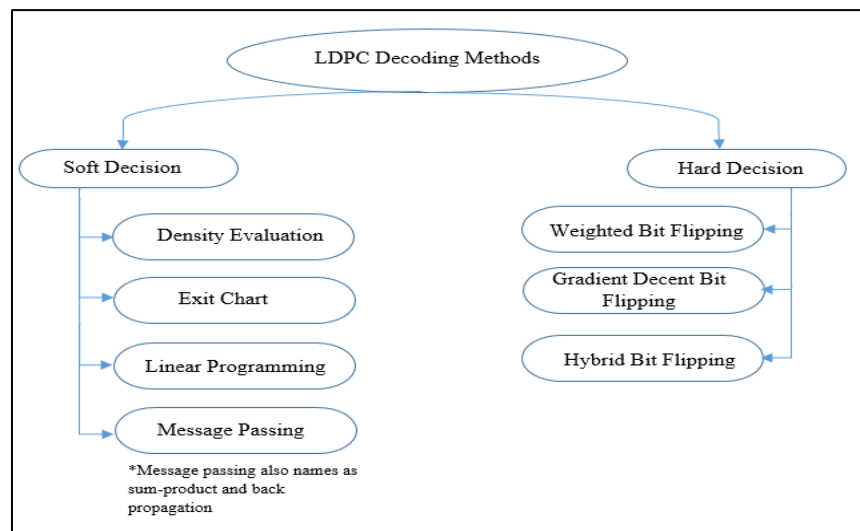 LDPC Decoding Methods
Soft Decision
Density Evaluation
Exit Chart
Linear Programming
Message Passing
*Message passing also names as
sum-product and back
propagation
Hard Decision
Weighted Bit Flipping
Gradient Decent Bit
Flipping
Hybrid Bit Flipping